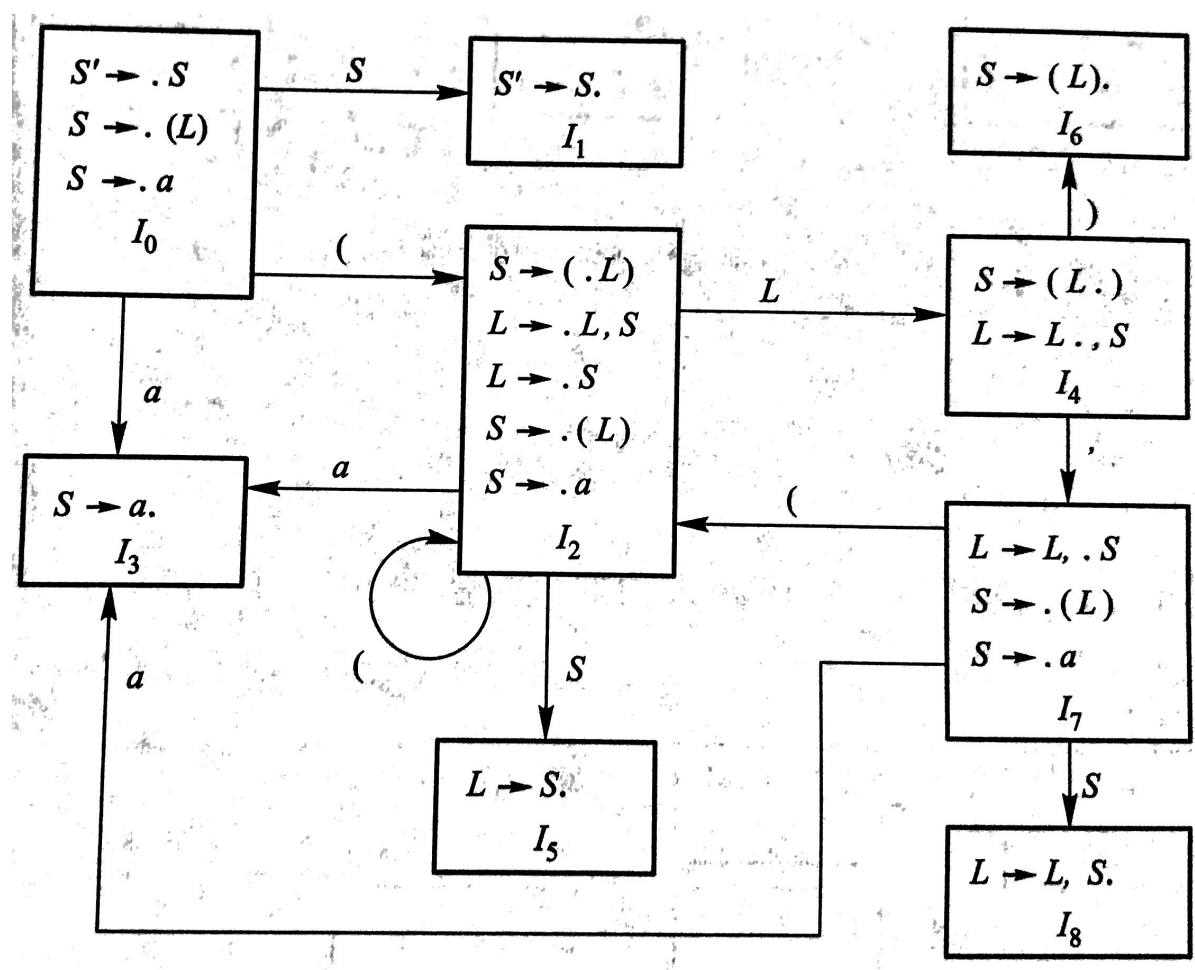 S' → . S
S → . (L)
S → . a
I₀
S
S' → S.
I₁
S → ( L ).
I₆
)
(
S → ( . L )
L → . L , S
L → . S
S → . ( L )
S → . a
I₂
L
S → ( L . )
L → L . , S
I₄
a
,
S → a.
I₃
a
(
L → L, . S
S → . ( L )
S → . a
I₇
(
S
a
S
L → S.
I₅
L → L, S.
I₈